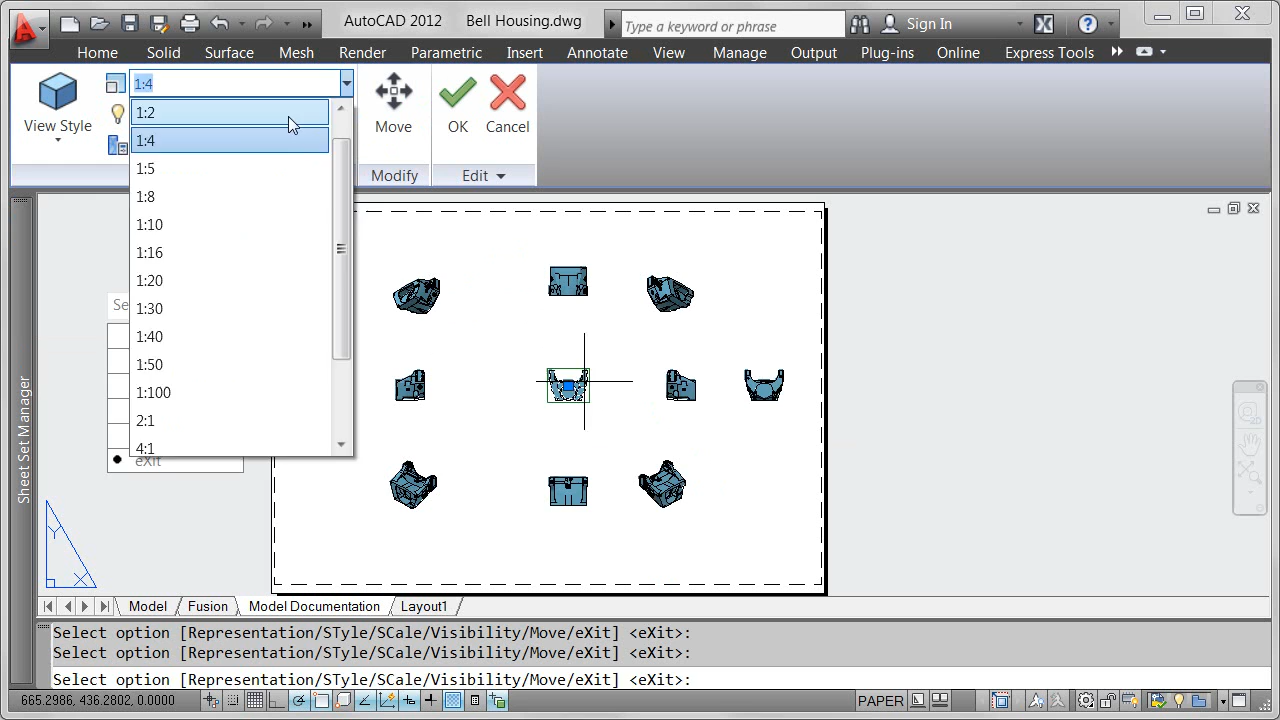 AutoCAD 2012 Bell Housing.dwg Type a keyword or phrase Sign In
Home Solid Surface Mesh Render Parametric Insert Annotate View Manage Output Plug-ins Online Express Tools
1:4
View Style
Move
OK
Cancel
Modify
Edit
1:2
1:4
1:5
1:8
1:10
1:16
1:20
1:30
1:40
1:50
1:100
2:1
4:1
Se
eXit
Sheet Set Manager
Y
X
2D
Model Fusion Model Documentation Layout1
Select option [Representation/STyle/SCale/Visibility/Move/eXit] <eXit>:
Select option [Representation/STyle/SCale/Visibility/Move/eXit] <eXit>:
Select option [Representation/STyle/SCale/Visibility/Move/eXit] <eXit>:
665.2986, 436.2802, 0.0000 PAPER